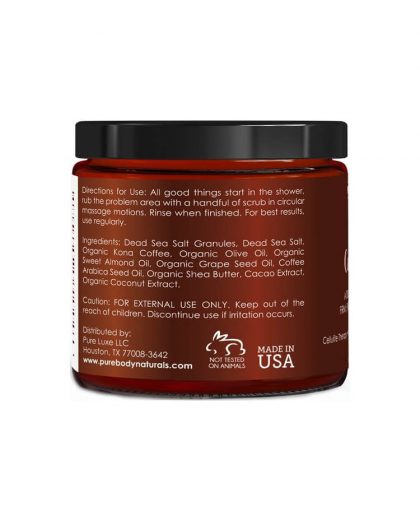 Directions for Use: All good things start in the shower,
rub the problem area with a handful of scrub in circular
massage motions. Rinse when finished. For best results,
use regularly.
Ingredients: Dead Sea Salt Granules, Dead Sea Salt,
Organic Kona Coffee, Organic Olive Oil, Organic
Sweet Almond Oil, Organic Grape Seed Oil, Coffee
Arabica Seed Oil, Organic Shea Butter, Cacao Extract,
Organic Coconut Extract,
Caution: FOR EXTERNAL USE ONLY. Keep out of the
reach of children. Discontinue use if irritation occurs.
Distributed by:
Pure Luxe LLC
Houston, TX 77008-3642
www.purebodynaturals.com
NOT TESTED
ON ANIMALS
MADE IN
USA
Cellulite